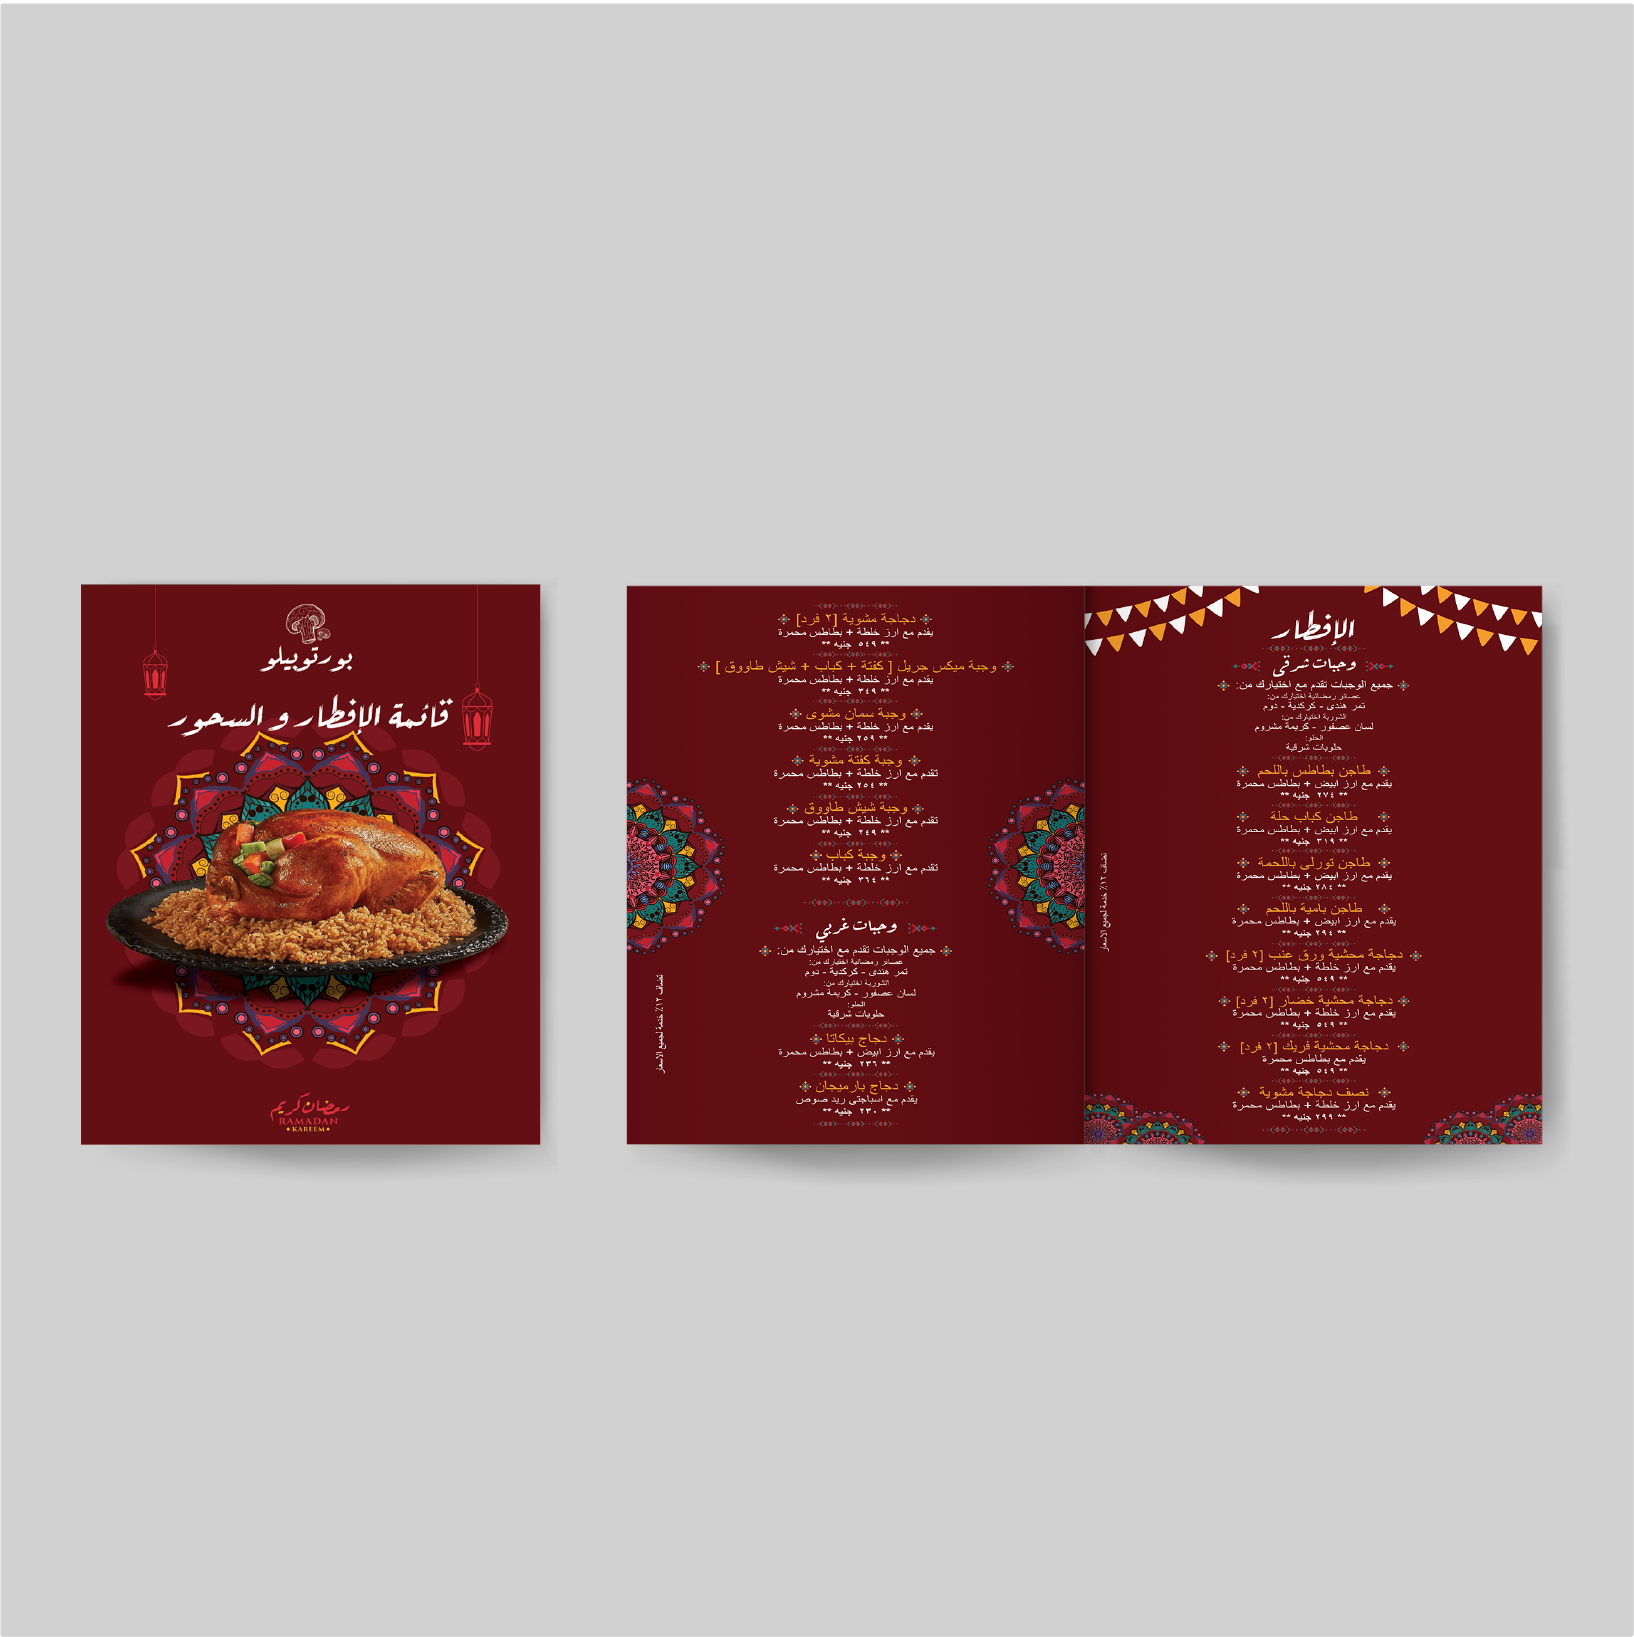 بورتوبيلو
قائمة الإفطار و السحور
رمضان كريم
RAMADAN
KAREEM
الإفطار
وجبات شرقي
جميع الوجبات تقدم مع اختيارك من:
عصائر رمضانية اختيارك من:
تمر هندى - كركدية - دوم
الشوربة اختيارك من:
لسان عصفور - كريمة مشروم
الحلو:
حلويات شرقية
طاجن بطاطس باللحم
يقدم مع ارز ابيض + بطاطس محمرة
** ٢٧٤ جنيه **
طاجن كباب حلة
يقدم مع ارز ابيض + بطاطس محمرة
** ٣١٩ جنيه **
طاجن تورلى باللحمة
يقدم مع ارز ابيض + بطاطس محمرة
** ٢٨٤ جنيه **
طاجن بامية باللحم
يقدم مع ارز ابيض + بطاطس محمرة
** ٢٩٤ جنيه **
دجاجة محشية ورق عنب [٢ فرد]
يقدم مع ارز خلطة + بطاطس محمرة
** ٥٤٩ جنيه **
دجاجة محشية خضار [٢ فرد]
يقدم مع ارز خلطة + بطاطس محمرة
** ٥٤٩ جنيه **
دجاجة محشية فريك [٢ فرد]
يقدم مع بطاطس محمرة
** ٥٤٩ جنيه **
نصف دجاجة مشوية
يقدم مع ارز خلطة + بطاطس محمرة
** ٢٩٩ جنيه **
تضاف ١٢٪ خدمة لجميع الاسعار
دجاجة مشوية [٢ فرد]
يقدم مع ارز خلطة + بطاطس محمرة
** ٥٤٩ جنيه **
وجبة ميكس جريل [ كفتة + كباب + شيش طاووق ]
يقدم مع ارز خلطة + بطاطس محمرة
** ٣٤٩ جنيه **
وجبة سمان مشوى
يقدم مع ارز خلطة + بطاطس محمرة
** ٢٥٩ جنيه **
وجبة كفتة مشوية
تقدم مع ارز خلطة + بطاطس محمرة
** ٢٥٤ جنيه **
وجبة شيش طاووق
تقدم مع ارز خلطة + بطاطس محمرة
** ٢٤٩ جنيه **
وجبة كباب
تقدم مع ارز خلطة + بطاطس محمرة
** ٣٦٤ جنيه **
وجبات غربي
جميع الوجبات تقدم مع اختيارك من:
عصائر رمضانية اختيارك من:
تمر هندى - كركدية - دوم
الشوربة اختيارك من:
لسان عصفور - كريمة مشروم
الحلو:
حلويات شرقية
دجاج بيكاتا
يقدم مع ارز ابيض + بطاطس محمرة
** ٢٣٦ جنيه **
دجاج بارميجان
يقدم مع اسباجتى ريد صوص
** ٢٣٠ جنيه **
تضاف ١٢٪ خدمة لجميع الاسعار